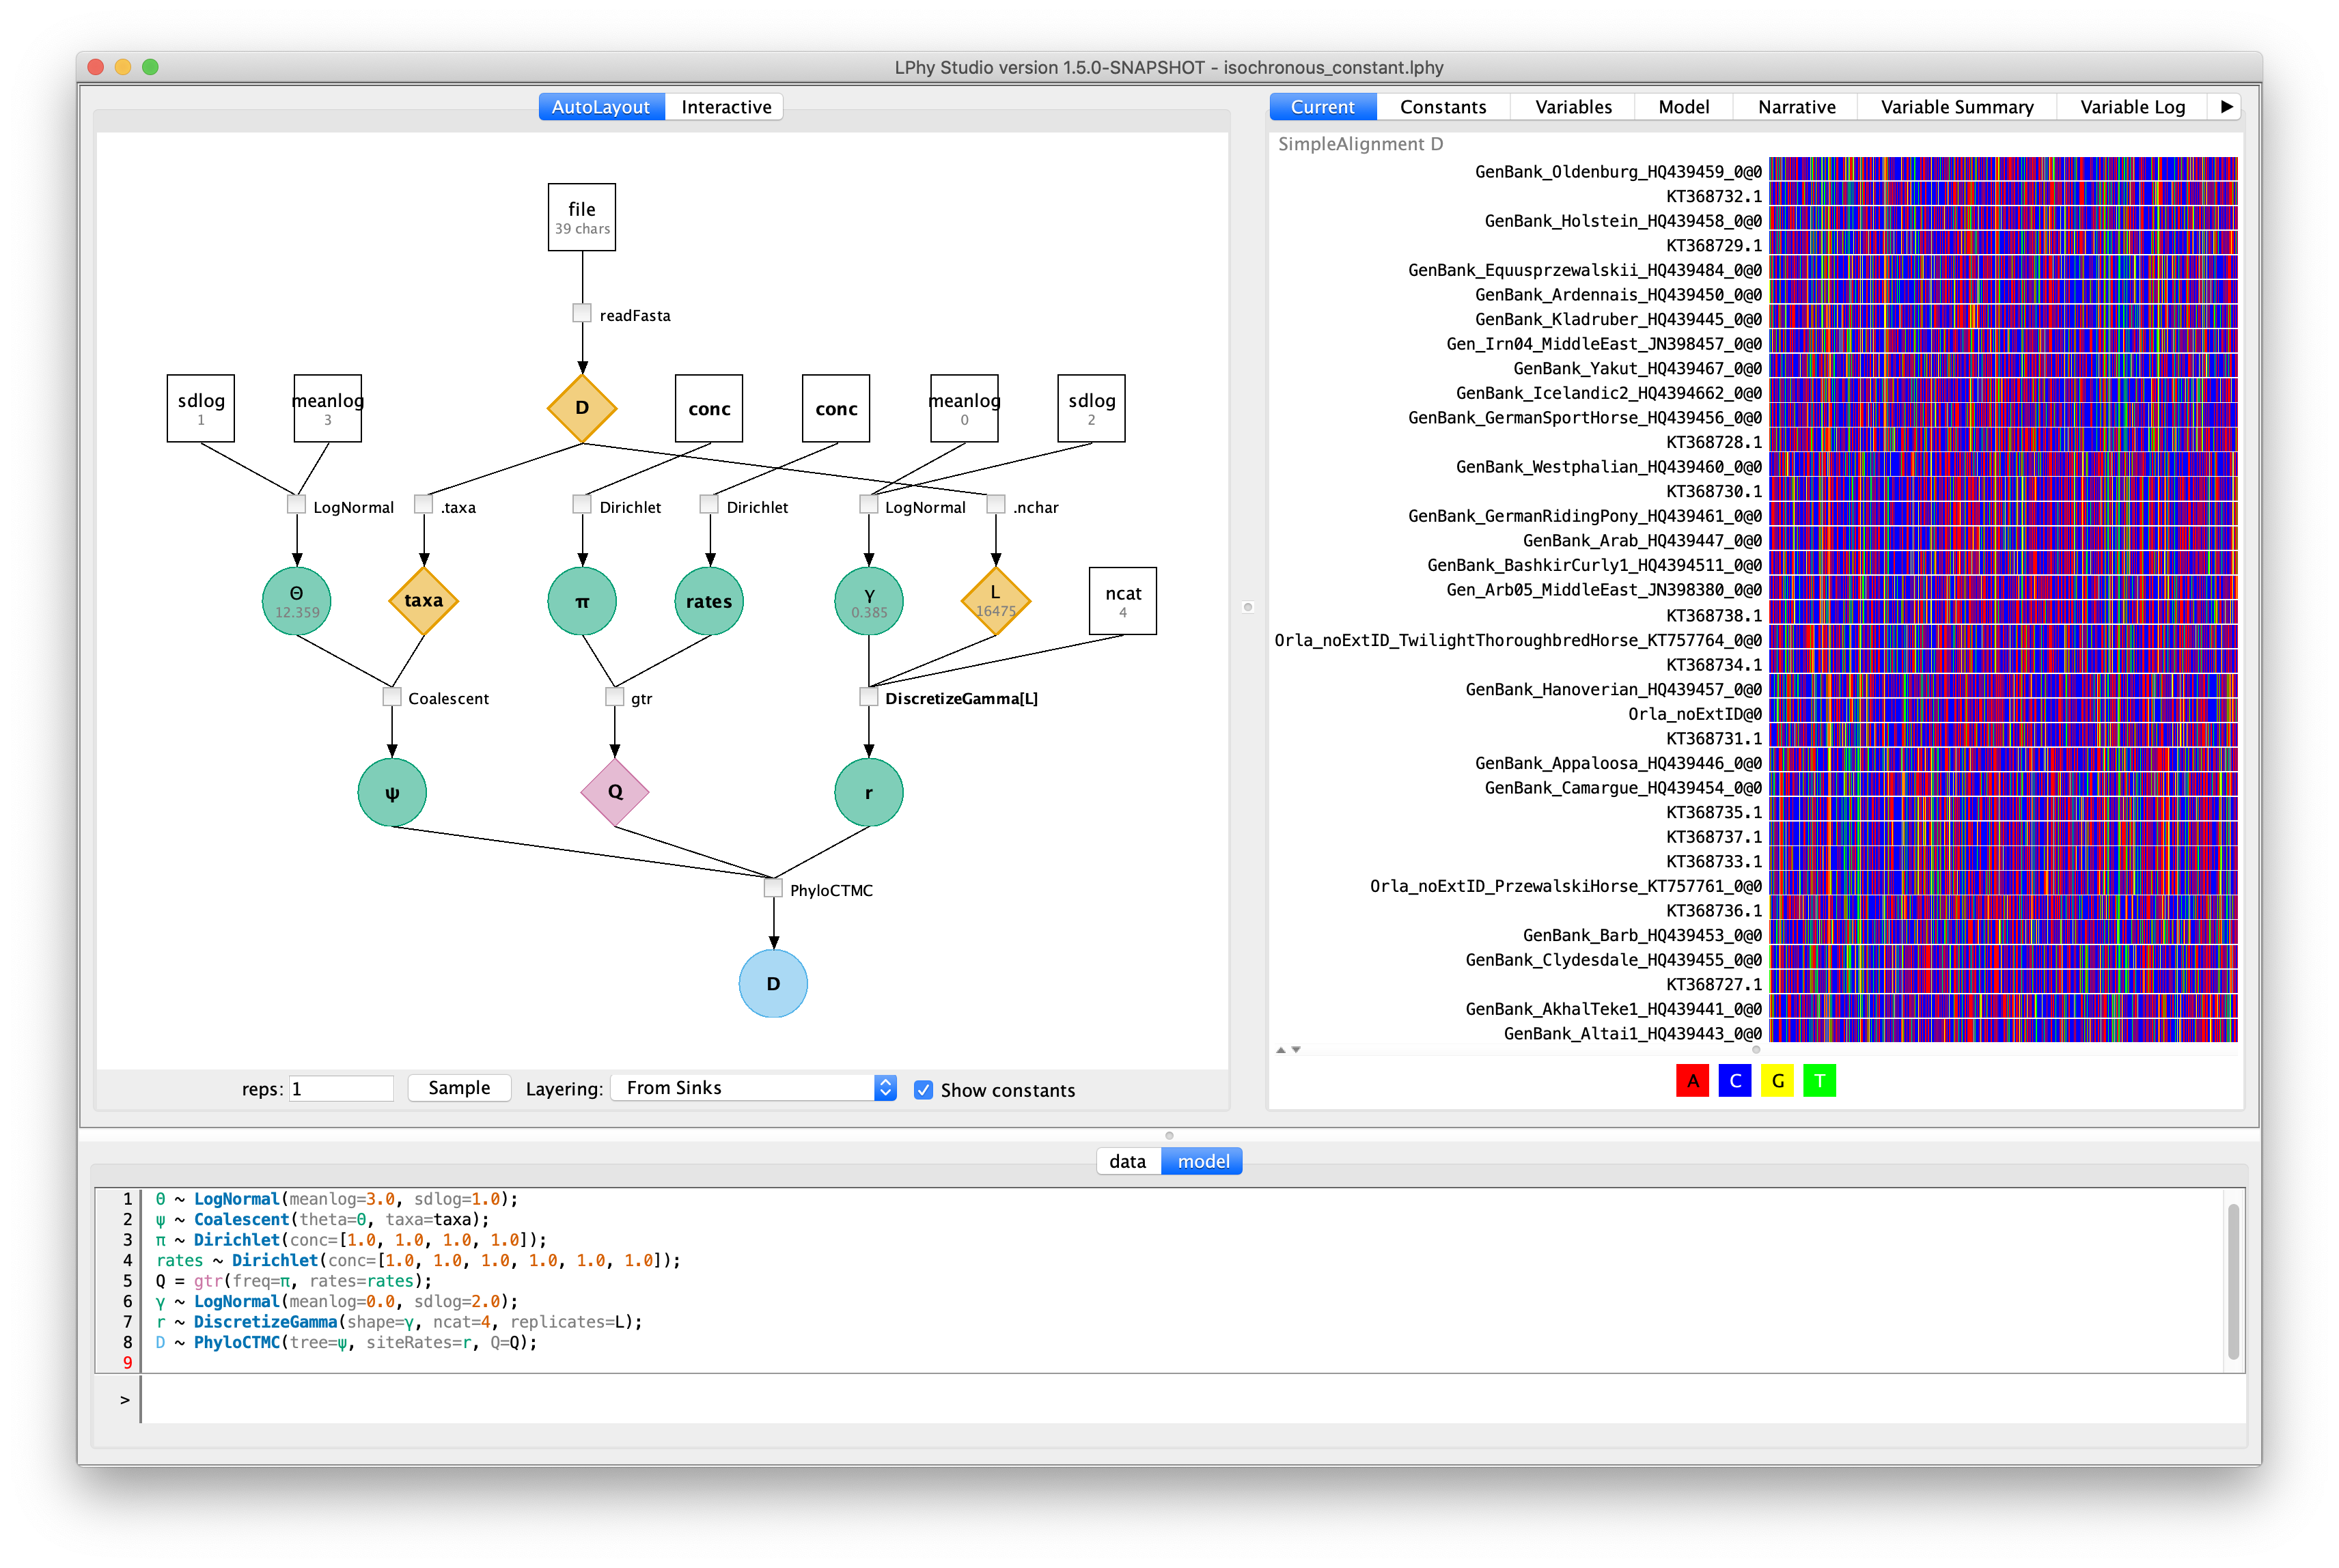 LPhy Studio version 1.5.0-SNAPSHOT - isochronous_constant.lphy
AutoLayout Interactive
file
39 chars
readFasta
sdlog
1
meanlog
3
D
conc
conc
meanlog
0
sdlog
2
LogNormal
.taxa
Dirichlet
Dirichlet
LogNormal
.nchar
Θ
12.359
taxa
π
rates
γ
0.385
L
16475
ncat
4
Coalescent
gtr
DiscretizeGamma[L]
ψ
Q
r
PhyloCTMC
D
reps: 1 Sample Layering: From Sinks Show constants
Current Constants Variables Model Narrative Variable Summary Variable Log
SimpleAlignment D
GenBank_Oldenburg_HQ439459_0@0
KT368732.1
GenBank_Holstein_HQ439458_0@0
KT368729.1
GenBank_Equusprzewalskii_HQ439484_0@0
GenBank_Ardennais_HQ439450_0@0
GenBank_Kladruber_HQ439445_0@0
Gen_Irn04_MiddleEast_JN398457_0@0
GenBank_Yakut_HQ439467_0@0
GenBank_Icelandic2_HQ4394662_0@0
GenBank_GermanSportHorse_HQ439456_0@0
KT368728.1
GenBank_Westphalian_HQ439460_0@0
KT368730.1
GenBank_GermanRidingPony_HQ439461_0@0
GenBank_Arab_HQ439447_0@0
GenBank_BashkirCurly1_HQ4394511_0@0
Gen_Arb05_MiddleEast_JN398380_0@0
KT368738.1
Orla_noExtID_TwilightThoroughbredHorse_KT757764_0@0
KT368734.1
GenBank_Hanoverian_HQ439457_0@0
Orla_noExtID@0
KT368731.1
GenBank_Appaloosa_HQ439446_0@0
GenBank_Camargue_HQ439454_0@0
KT368735.1
KT368737.1
KT368733.1
Orla_noExtID_PrzewalskiHorse_KT757761_0@0
KT368736.1
GenBank_Barb_HQ439453_0@0
GenBank_Clydesdale_HQ439455_0@0
KT368727.1
GenBank_AkhalTeke1_HQ439441_0@0
GenBank_Altai1_HQ439443_0@0
A C G T
data model
1 Θ ~ LogNormal(meanlog=3.0, sdlog=1.0);
2 ψ ~ Coalescent(theta=Θ, taxa=taxa);
3 π ~ Dirichlet(conc=[1.0, 1.0, 1.0, 1.0]);
4 rates ~ Dirichlet(conc=[1.0, 1.0, 1.0, 1.0, 1.0, 1.0]);
5 Q = gtr(freq=π, rates=rates);
6 γ ~ LogNormal(meanlog=0.0, sdlog=2.0);
7 r ~ DiscretizeGamma(shape=γ, ncat=4, replicates=L);
8 D ~ PhyloCTMC(tree=ψ, siteRates=r, Q=Q);
9
>